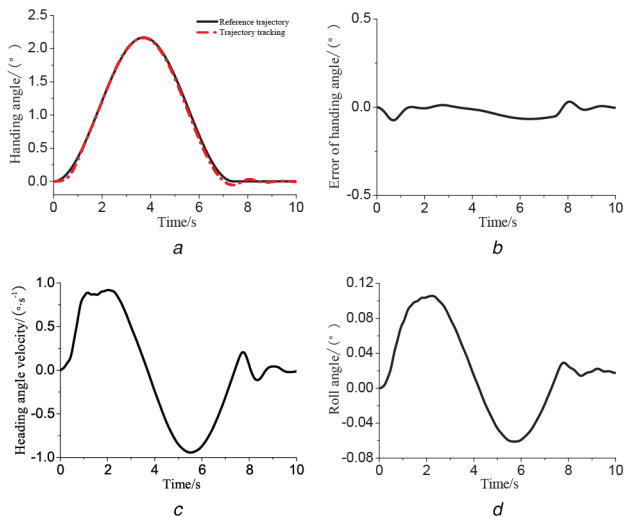 Reference trajectory
Trajectory tracking
Handing angle/(°)
2.5
2.0
1.5
1.0
0.5
0.0
0 2 4 6 8 10
Time/s
a
Error of handing angle/(°)
0.5
0.0
-0.5
0 2 4 6 8 10
Time/s
b
Heading angle velocity/(°·s⁻¹)
1.0
0.5
0.0
-0.5
-1.0
0 2 4 6 8 10
Time/s
c
Roll angle/(°)
0.12
0.08
0.04
0.00
-0.04
-0.08
0 2 4 6 8 10
Time/s
d